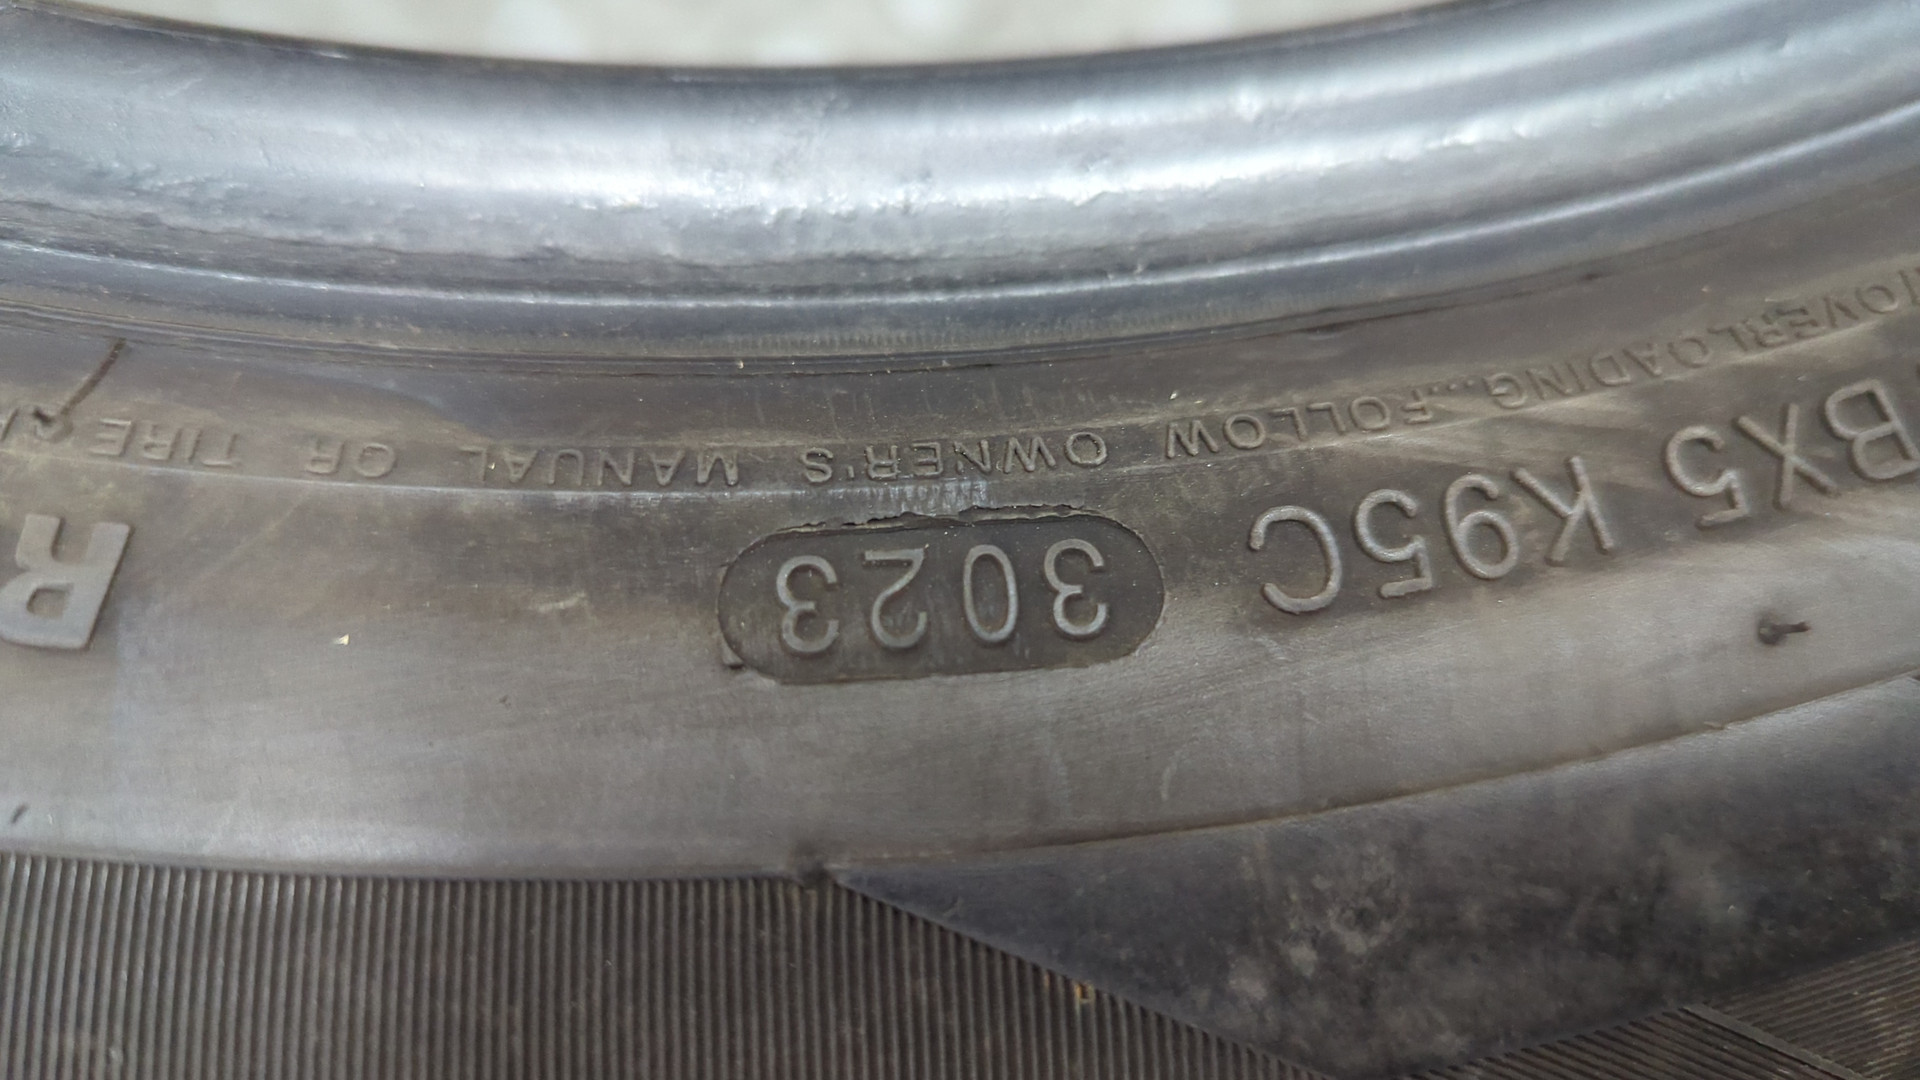 BX5 K95C 3023 R
/OVERLOADING...FOLLOW OWNER'S MANUAL OR TIRE